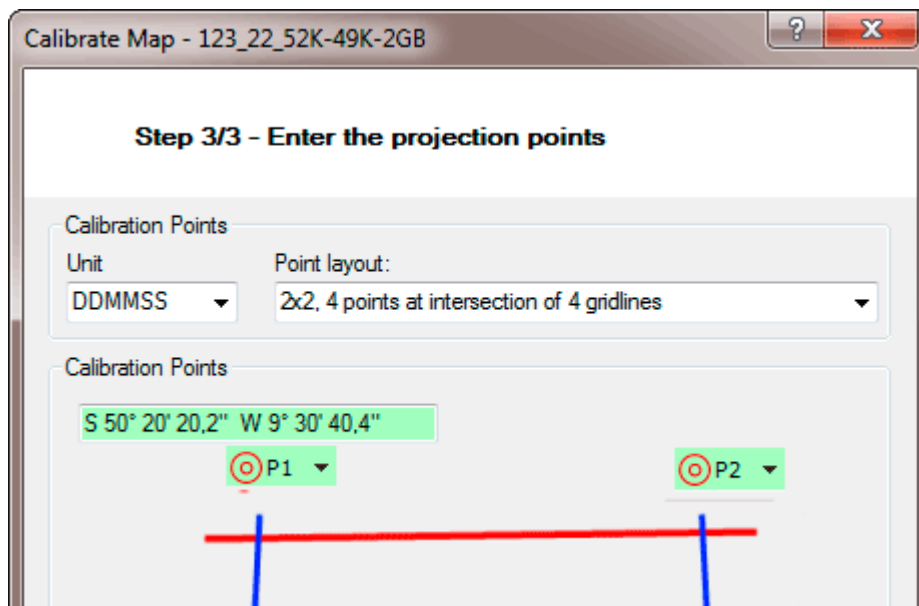 Calibrate Map - 123_22_52K-49K-2GB
?
Step 3/3 - Enter the projection points
Calibration Points
Unit
Point layout:
DDMMSS
2x2, 4 points at intersection of 4 gridlines
Calibration Points
S 50° 20' 20,2" W 9° 30' 40,4"
P1
P2